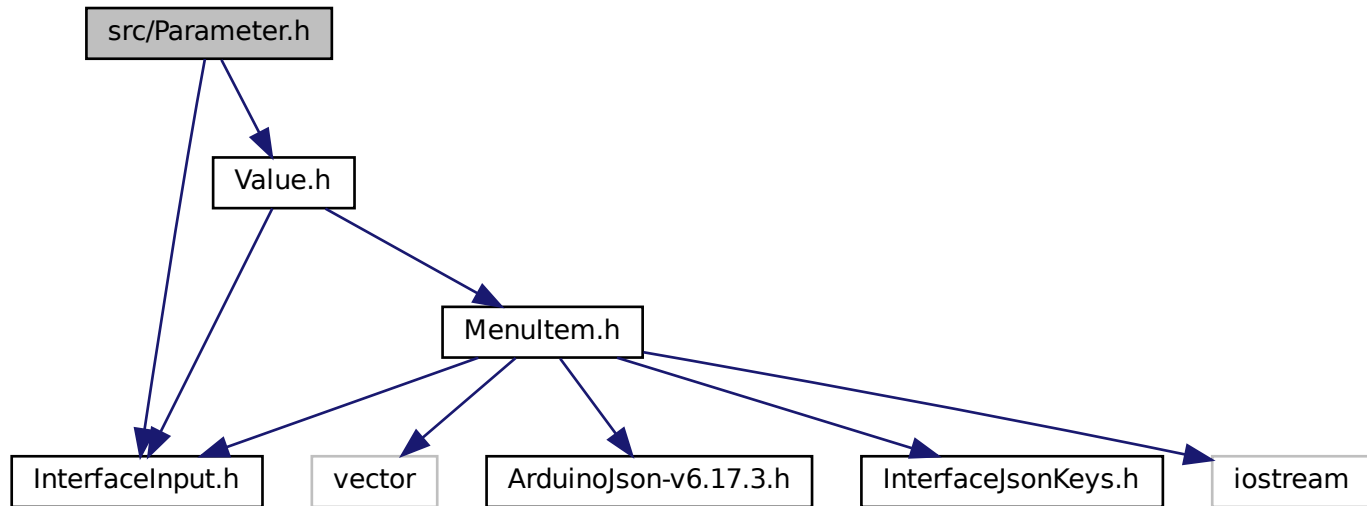 src/Parameter.h
Value.h
MenuItem.h
InterfaceInput.h
vector
ArduinoJson-v6.17.3.h
InterfaceJsonKeys.h
iostream